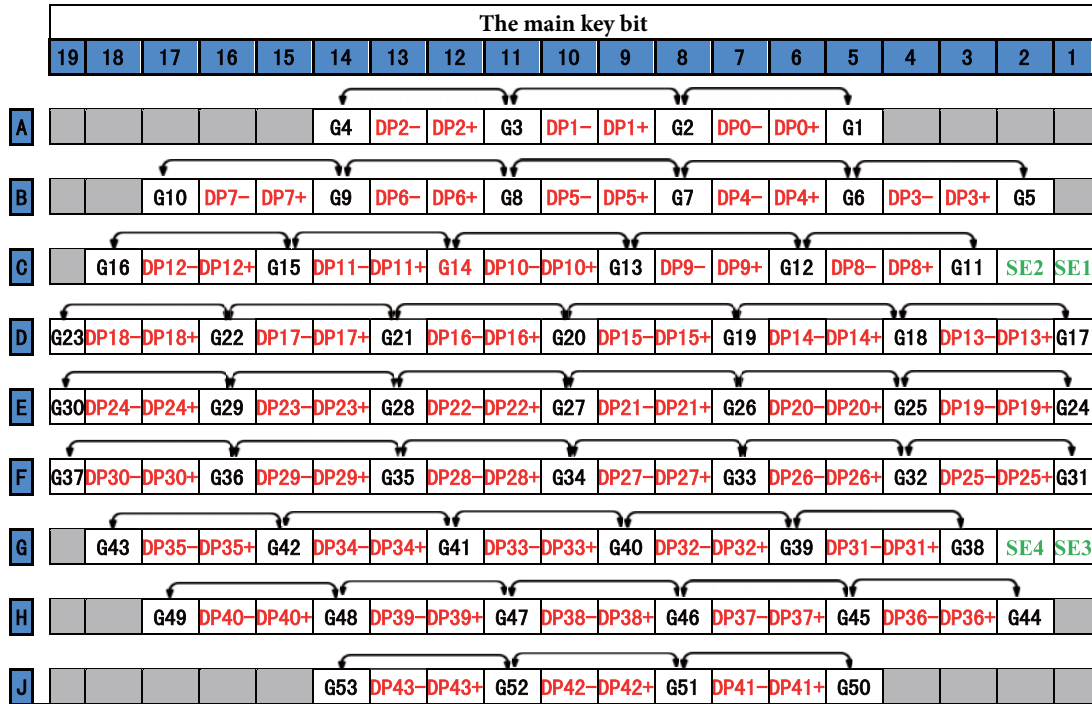 The main key bit
19 18 17 16 15 14 13 12 11 10 9 8 7 6 5 4 3 2 1
A G4 DP2− DP2+ G3 DP1− DP1+ G2 DP0− DP0+ G1
B G10 DP7− DP7+ G9 DP6− DP6+ G8 DP5− DP5+ G7 DP4− DP4+ G6 DP3− DP3+ G5
C G16 DP12− DP12+ G15 DP11− DP11+ G14 DP10− DP10+ G13 DP9− DP9+ G12 DP8− DP8+ G11 SE2 SE1
D G23 DP18− DP18+ G22 DP17− DP17+ G21 DP16− DP16+ G20 DP15− DP15+ G19 DP14− DP14+ G18 DP13− DP13+ G17
E G30 DP24− DP24+ G29 DP23− DP23+ G28 DP22− DP22+ G27 DP21− DP21+ G26 DP20− DP20+ G25 DP19− DP19+ G24
F G37 DP30− DP30+ G36 DP29− DP29+ G35 DP28− DP28+ G34 DP27− DP27+ G33 DP26− DP26+ G32 DP25− DP25+ G31
G G43 DP35− DP35+ G42 DP34− DP34+ G41 DP33− DP33+ G40 DP32− DP32+ G39 DP31− DP31+ G38 SE4 SE3
H G49 DP40− DP40+ G48 DP39− DP39+ G47 DP38− DP38+ G46 DP37− DP37+ G45 DP36− DP36+ G44
J G53 DP43− DP43+ G52 DP42− DP42+ G51 DP41− DP41+ G50